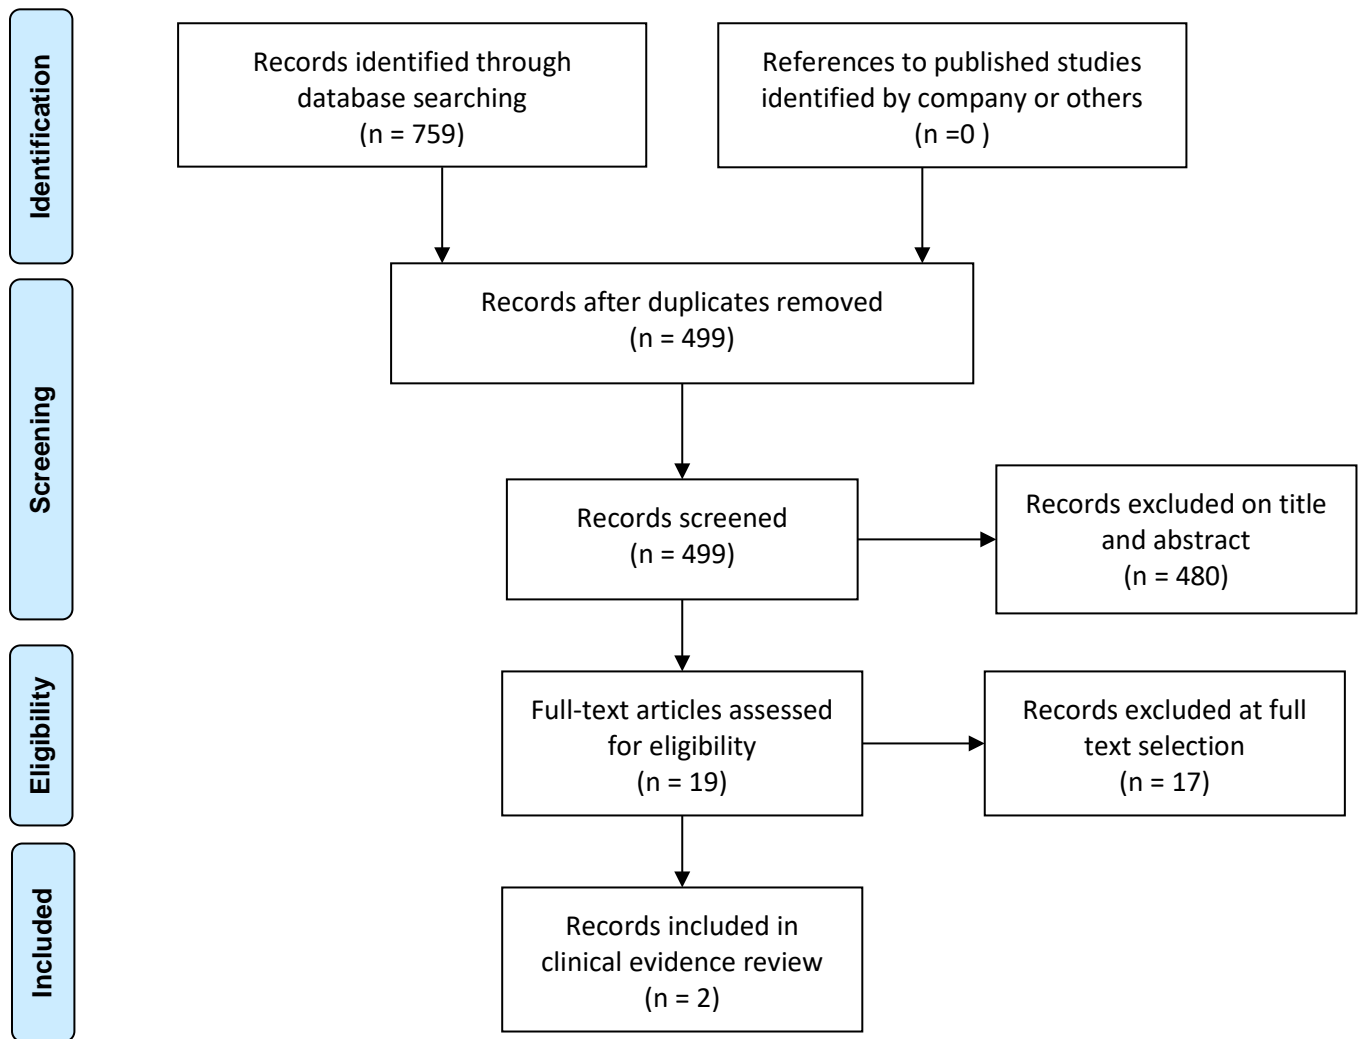 Identification
Records identified through
database searching
(n = 759)
References to published studies
identified by company or others
(n =0 )
Records after duplicates removed
(n = 499)
Screening
Records screened
(n = 499)
Records excluded on title
and abstract
(n = 480)
Eligibility
Full-text articles assessed
for eligibility
(n = 19)
Records excluded at full
text selection
(n = 17)
Included
Records included in
clinical evidence review
(n = 2)